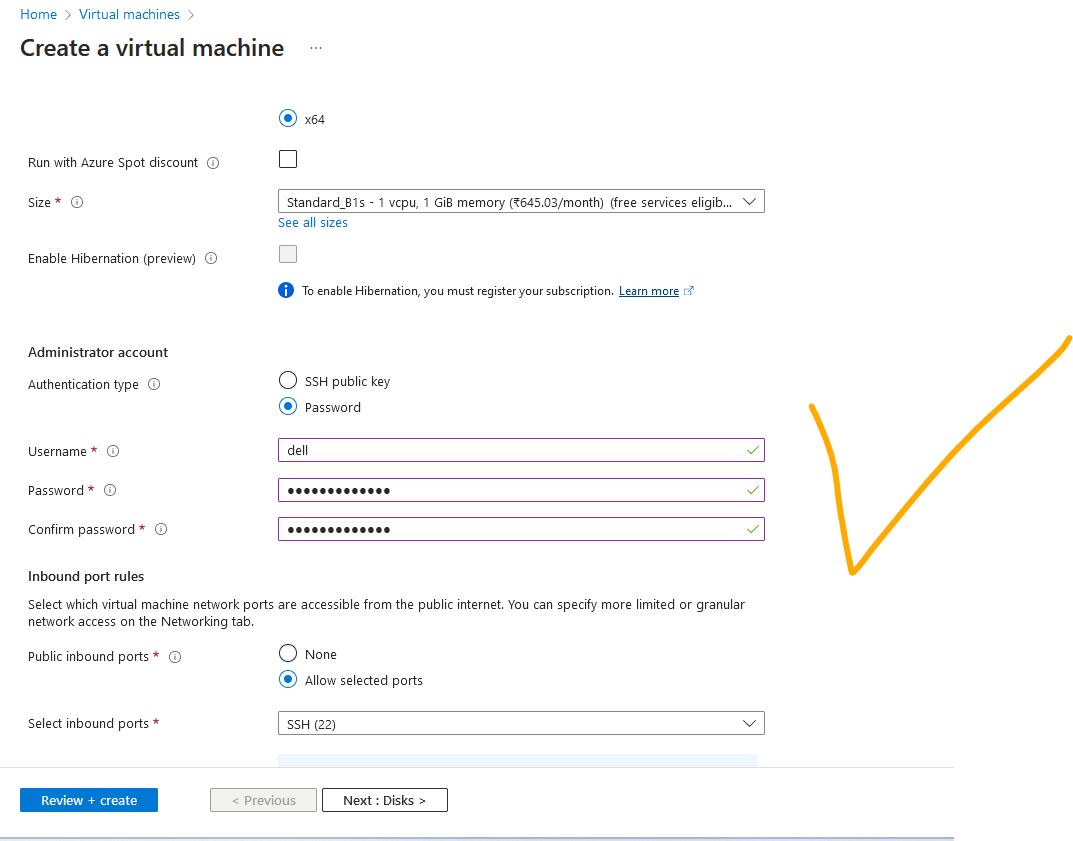 Home > Virtual machines >
Create a virtual machine ...
x64
Run with Azure Spot discount
Size *
Standard_B1s - 1 vcpu, 1 GiB memory (₹645.03/month) (free services eligib...
See all sizes
Enable Hibernation (preview)
To enable Hibernation, you must register your subscription. Learn more
Administrator account
Authentication type
SSH public key
Password
Username *
dell
Password *
•••••••••••••
Confirm password *
•••••••••••••
Inbound port rules
Select which virtual machine network ports are accessible from the public internet. You can specify more limited or granular
network access on the Networking tab.
Public inbound ports *
None
Allow selected ports
Select inbound ports *
SSH (22)
Review + create
< Previous
Next : Disks >